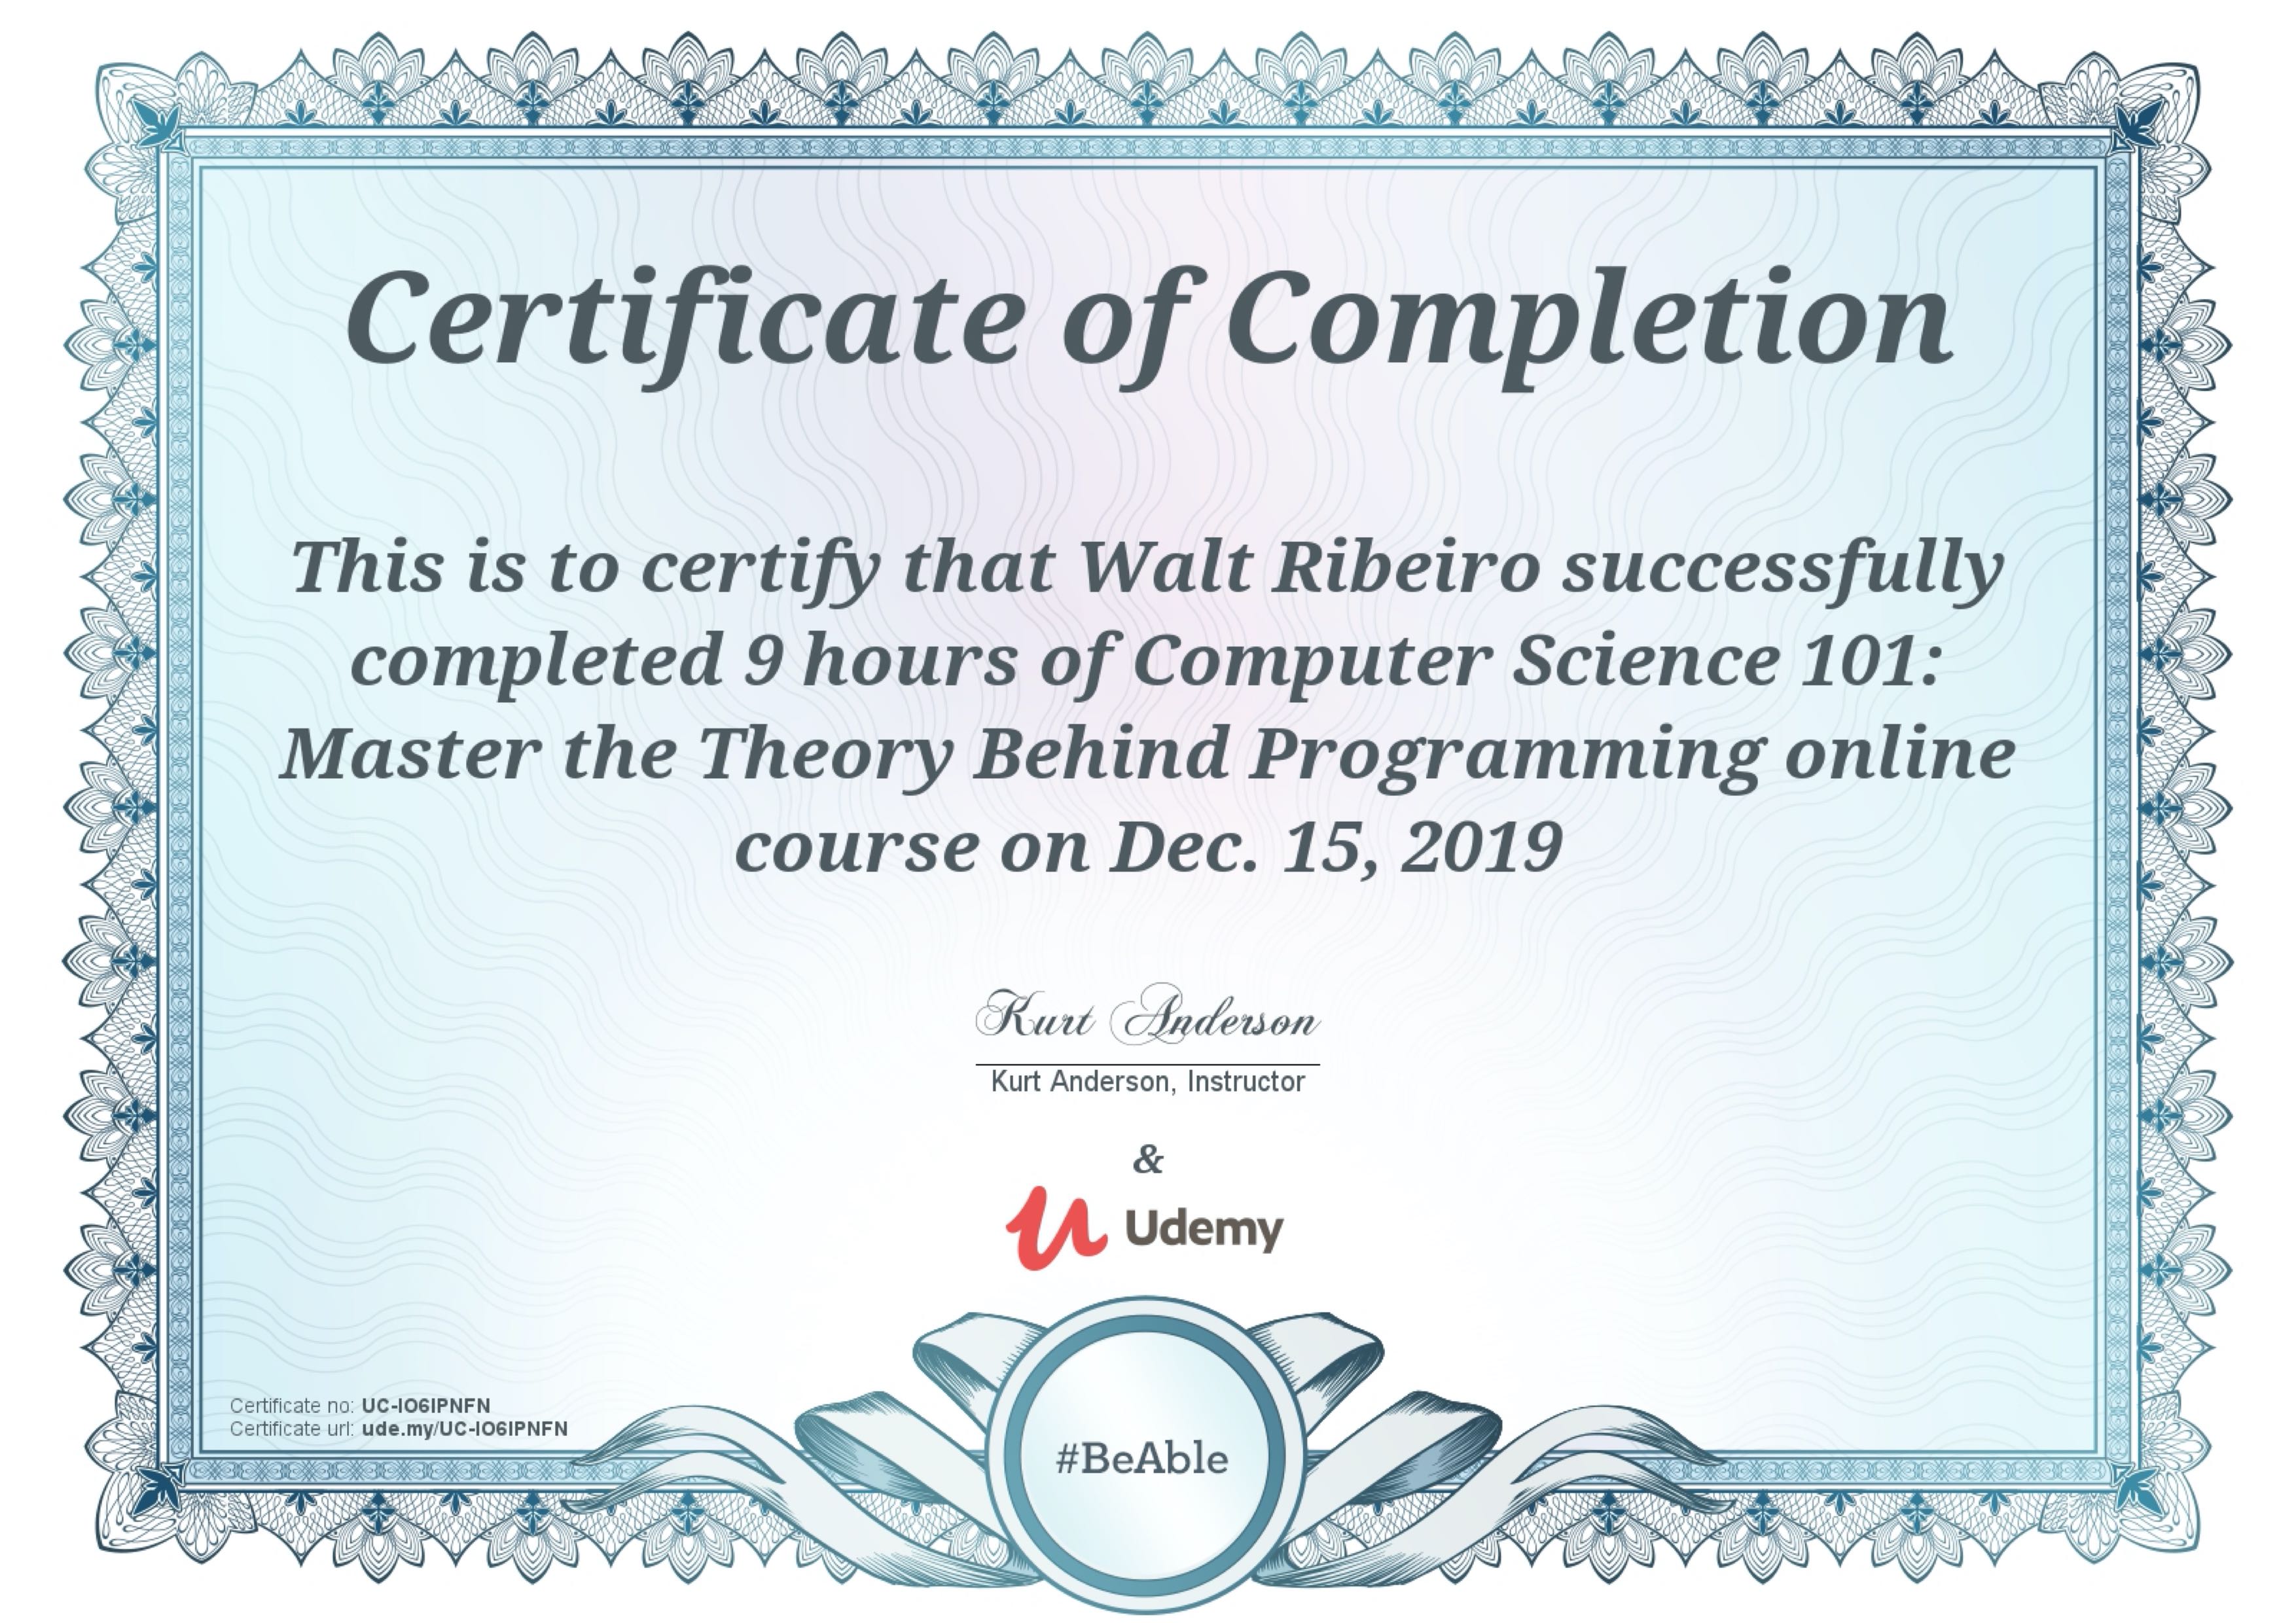 Certificate of Completion
This is to certify that Walt Ribeiro successfully
completed 9 hours of Computer Science 101:
Master the Theory Behind Programming online
course on Dec. 15, 2019
Kurt Anderson
Kurt Anderson, Instructor
&
Udemy
Certificate no: UC-IO6IPNFN
Certificate url: ude.my/UC-IO6IPNFN
#BeAble